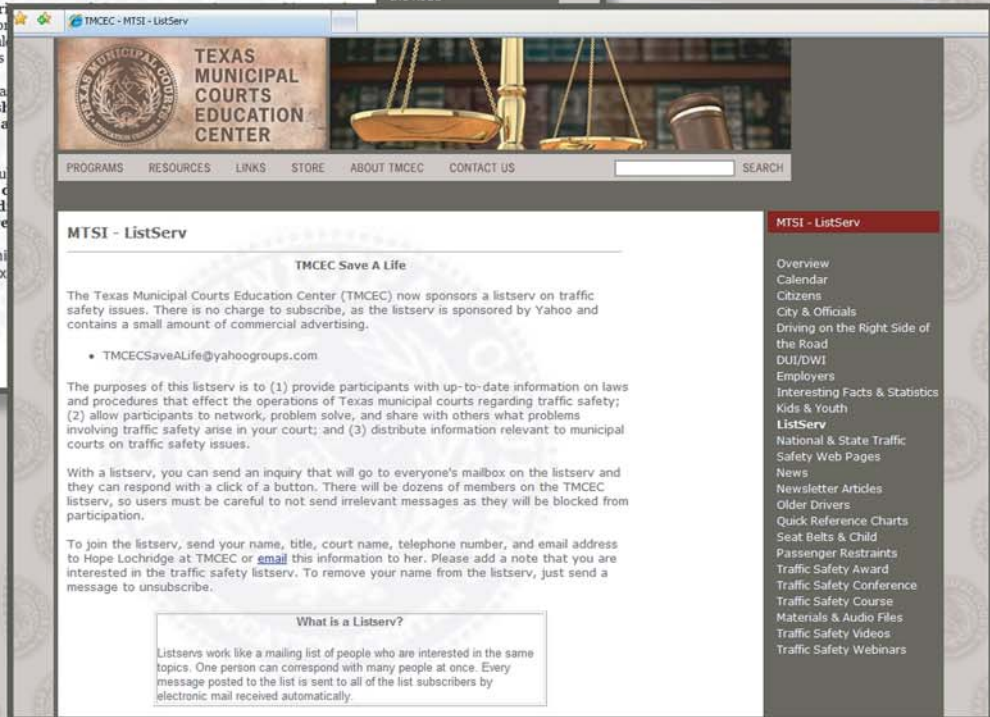 TMCEC - MTSI - ListServ
TEXAS
MUNICIPAL
COURTS
EDUCATION
CENTER
PROGRAMS RESOURCES LINKS STORE ABOUT TMCEC CONTACT US SEARCH
MTSI - ListServ
TMCEC Save A Life
The Texas Municipal Courts Education Center (TMCEC) now sponsors a listserv on traffic
safety issues. There is no charge to subscribe, as the listserv is sponsored by Yahoo and
contains a small amount of commercial advertising.
• TMCECSaveALife@yahoogroups.com
The purposes of this listserv is to (1) provide participants with up-to-date information on laws
and procedures that effect the operations of Texas municipal courts regarding traffic safety;
(2) allow participants to network, problem solve, and share with others what problems
involving traffic safety arise in your court; and (3) distribute information relevant to municipal
courts on traffic safety issues.
With a listserv, you can send an inquiry that will go to everyone's mailbox on the listserv and
they can respond with a click of a button. There will be dozens of members on the TMCEC
listserv, so users must be careful to not send irrelevant messages as they will be blocked from
participation.
To join the listserv, send your name, title, court name, telephone number, and email address
to Hope Lochridge at TMCEC or email this information to her. Please add a note that you are
interested in the traffic safety listserv. To remove your name from the listserv, just send a
message to unsubscribe.
What is a Listserv?
Listservs work like a mailing list of people who are interested in the same
topics. One person can correspond with many people at once. Every
message posted to the list is sent to all of the list subscribers by
electronic mail received automatically.
MTSI - ListServ
Overview
Calendar
Citizens
City & Officials
Driving on the Right Side of
the Road
DUI/DWI
Employers
Interesting Facts & Statistics
Kids & Youth
ListServ
National & State Traffic
Safety Web Pages
News
Newsletter Articles
Older Drivers
Quick Reference Charts
Seat Belts & Child
Passenger Restraints
Traffic Safety Award
Traffic Safety Conference
Traffic Safety Course
Materials & Audio Files
Traffic Safety Videos
Traffic Safety Webinars